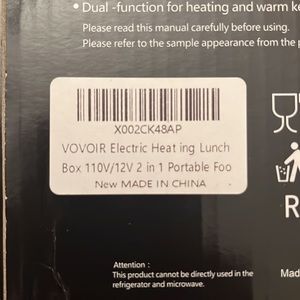 • Dual -function for heating and warm ke
Please read this manual carefully before using.
Please refer to the sample appearance from the p
X002CK48AP
VOVOIR Electric Heating Lunch
Box 110V/12V 2 in 1 Portable Foo
New MADE IN CHINA
R
Attention :
This product cannot be directly used in the
refrigerator and microwave.
Mad